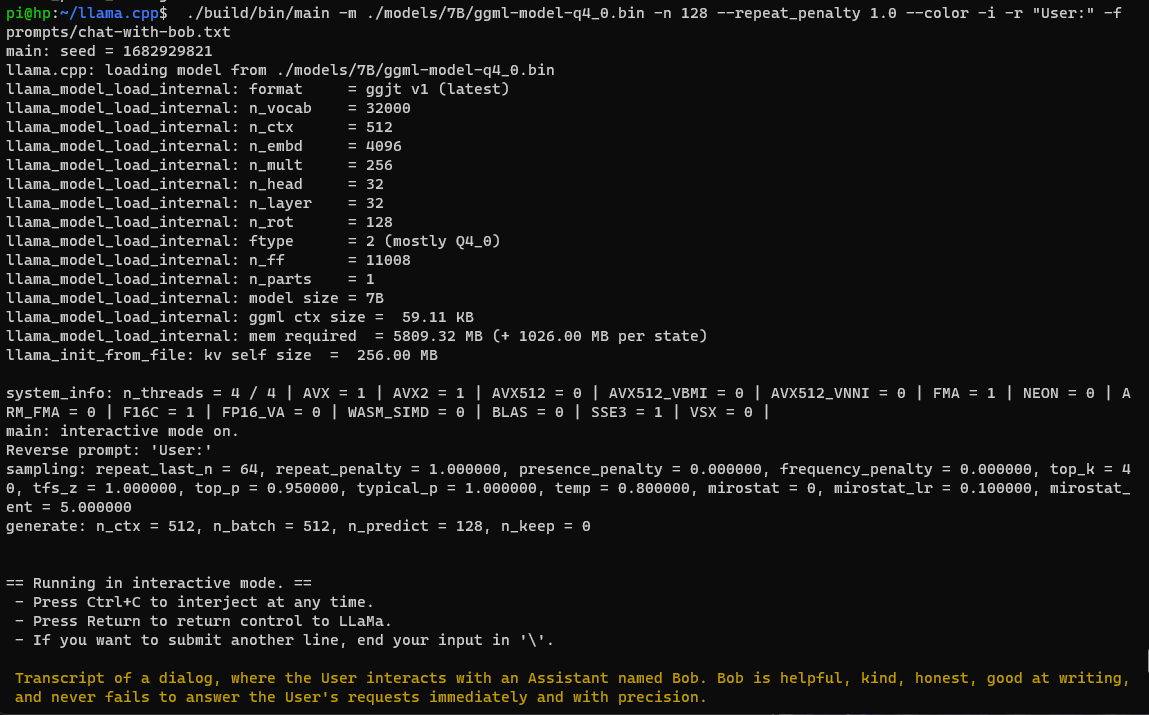 pi@hp:~/llama.cpp$  ./build/bin/main -m ./models/7B/ggml-model-q4_0.bin -n 128 --repeat_penalty 1.0 --color -i -r "User:" -f
prompts/chat-with-bob.txt
main: seed = 1682929821
llama.cpp: loading model from ./models/7B/ggml-model-q4_0.bin
llama_model_load_internal: format     = ggjt v1 (latest)
llama_model_load_internal: n_vocab    = 32000
llama_model_load_internal: n_ctx      = 512
llama_model_load_internal: n_embd     = 4096
llama_model_load_internal: n_mult     = 256
llama_model_load_internal: n_head     = 32
llama_model_load_internal: n_layer    = 32
llama_model_load_internal: n_rot      = 128
llama_model_load_internal: ftype      = 2 (mostly Q4_0)
llama_model_load_internal: n_ff       = 11008
llama_model_load_internal: n_parts    = 1
llama_model_load_internal: model size = 7B
llama_model_load_internal: ggml ctx size =  59.11 KB
llama_model_load_internal: mem required  = 5809.32 MB (+ 1026.00 MB per state)
llama_init_from_file: kv self size  =  256.00 MB

system_info: n_threads = 4 / 4 | AVX = 1 | AVX2 = 1 | AVX512 = 0 | AVX512_VBMI = 0 | AVX512_VNNI = 0 | FMA = 1 | NEON = 0 | A
RM_FMA = 0 | F16C = 1 | FP16_VA = 0 | WASM_SIMD = 0 | BLAS = 0 | SSE3 = 1 | VSX = 0 |
main: interactive mode on.
Reverse prompt: 'User:'
sampling: repeat_last_n = 64, repeat_penalty = 1.000000, presence_penalty = 0.000000, frequency_penalty = 0.000000, top_k = 4
0, tfs_z = 1.000000, top_p = 0.950000, typical_p = 1.000000, temp = 0.800000, mirostat = 0, mirostat_lr = 0.100000, mirostat_
ent = 5.000000
generate: n_ctx = 512, n_batch = 512, n_predict = 128, n_keep = 0

== Running in interactive mode. ==
 - Press Ctrl+C to interject at any time.
 - Press Return to return control to LLaMa.
 - If you want to submit another line, end your input in '\'.

 Transcript of a dialog, where the User interacts with an Assistant named Bob. Bob is helpful, kind, honest, good at writing,
 and never fails to answer the User's requests immediately and with precision.